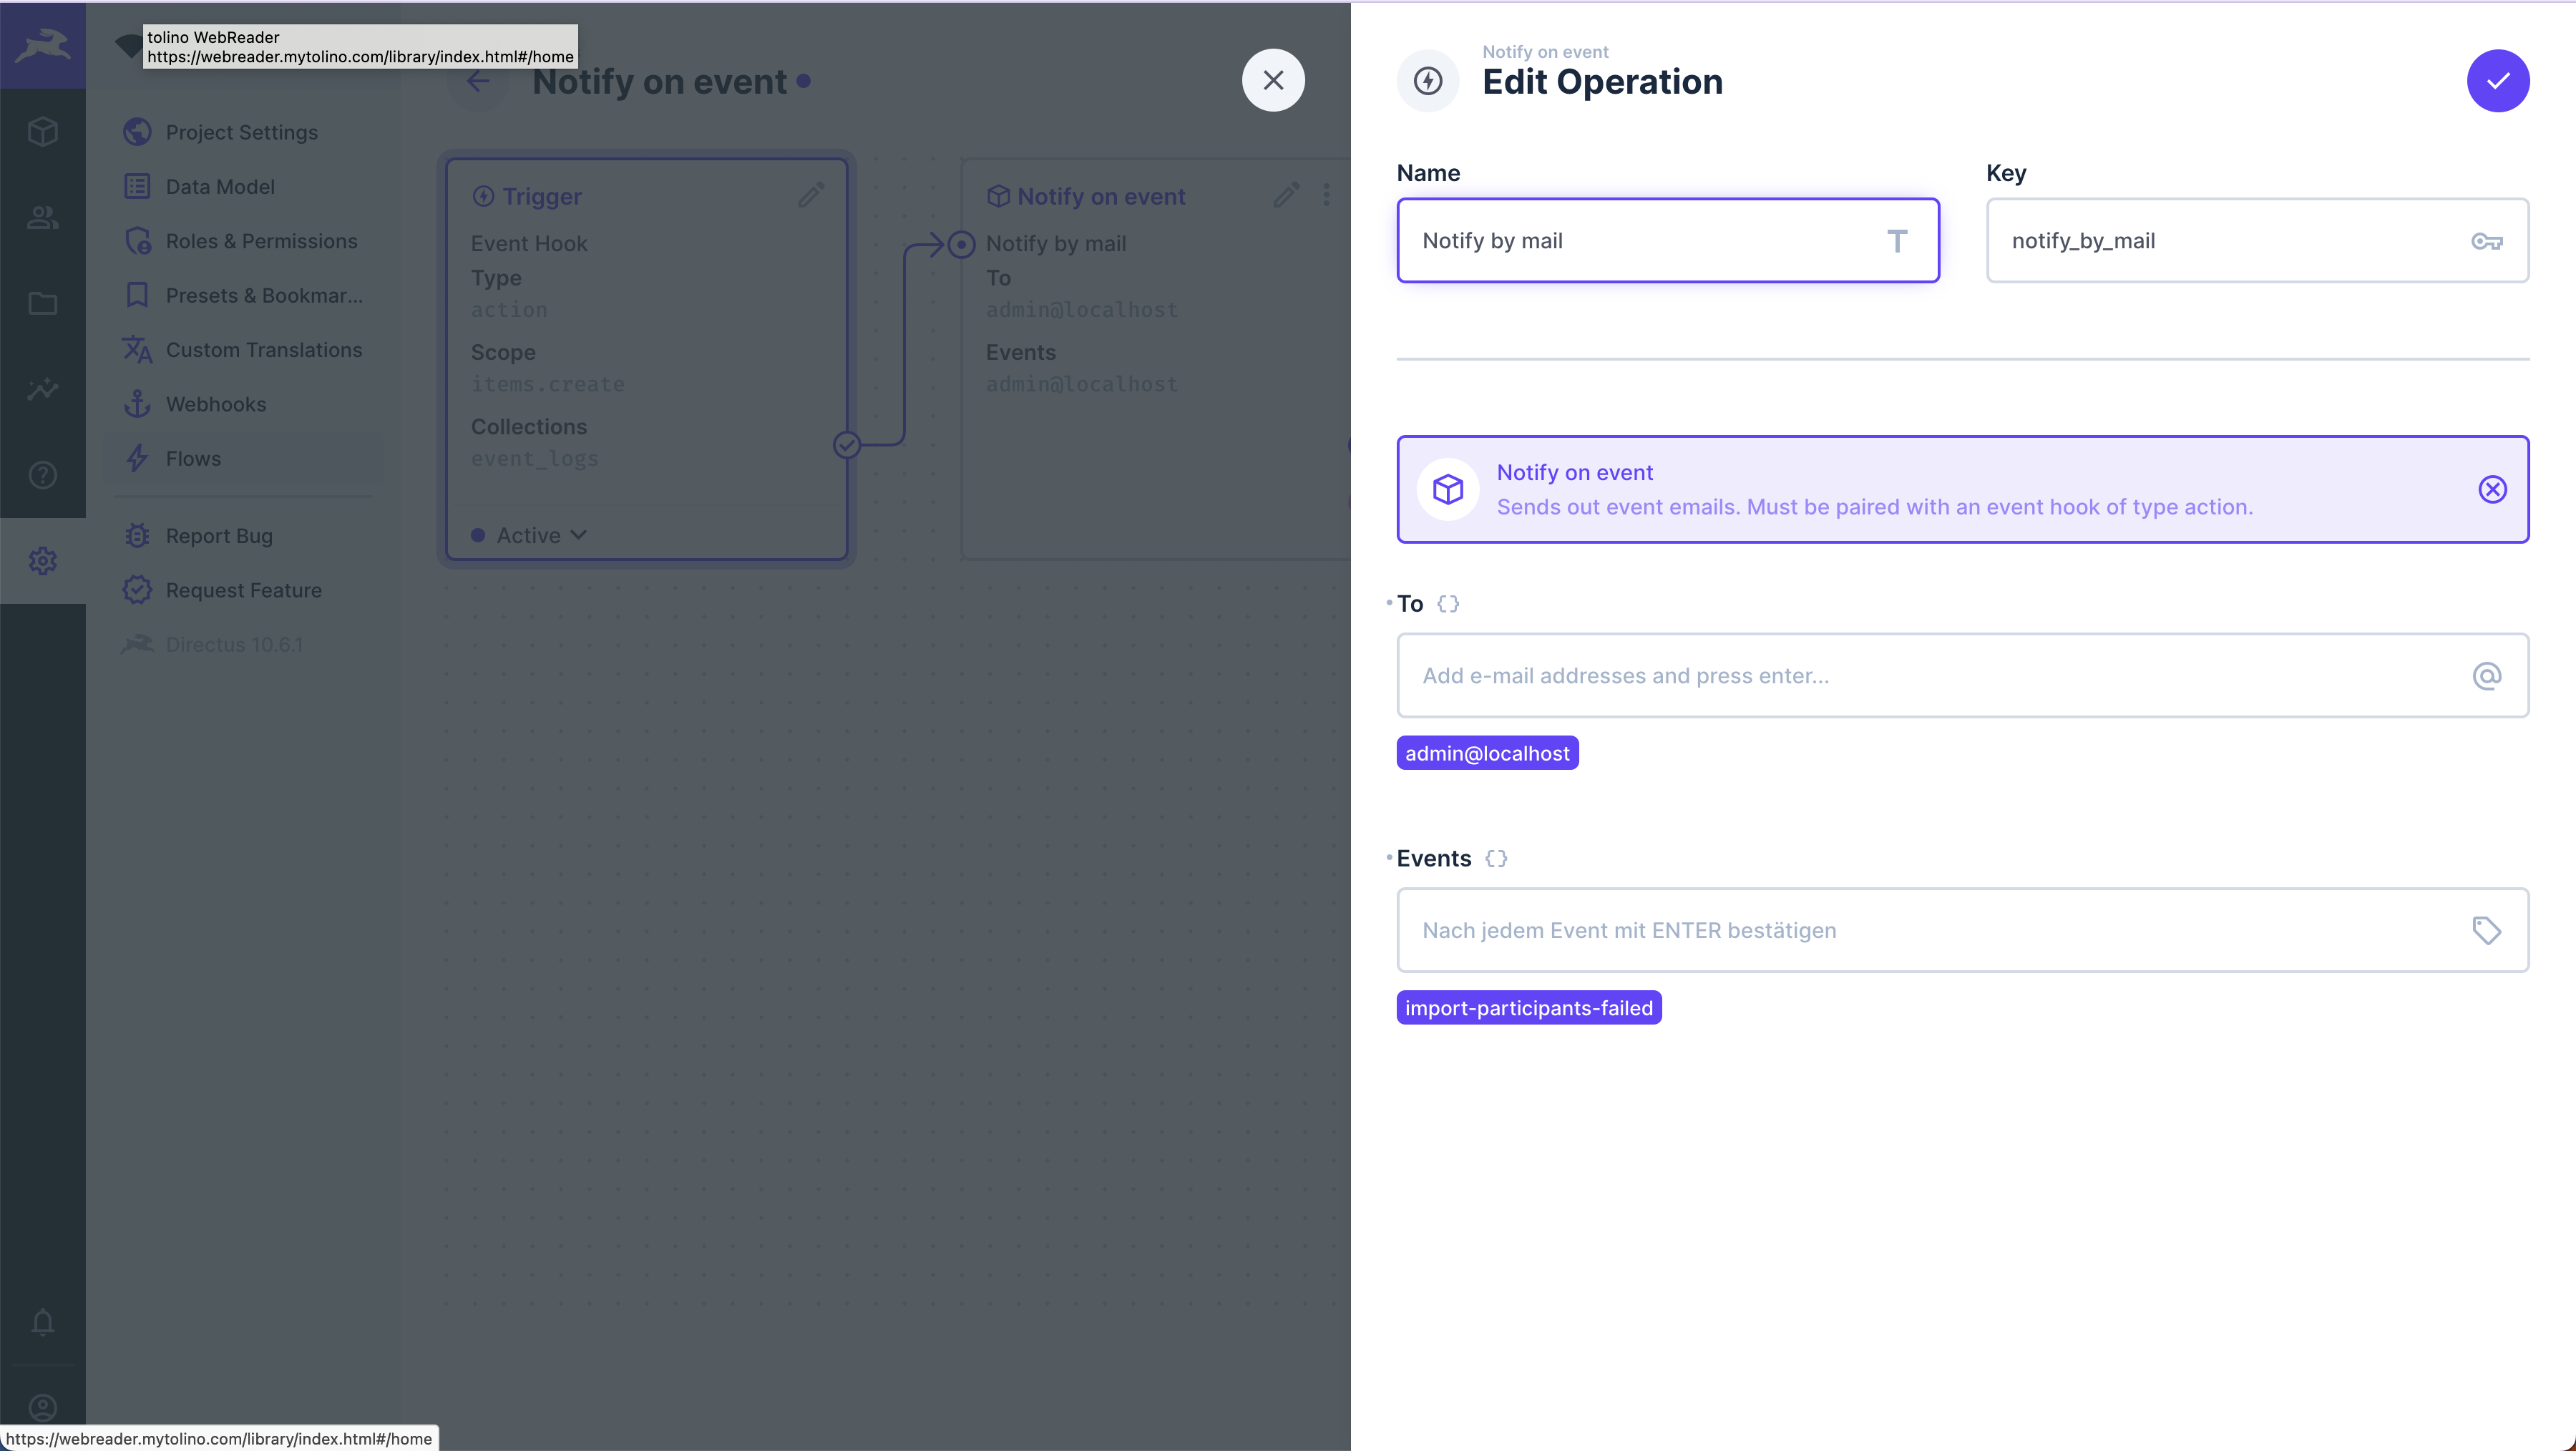 tolino WebReader
https://webreader.mytolino.com/library/index.html#/home
Notify on event
Project Settings
Data Model
Roles & Permissions
Presets & Bookmar...
Custom Translations
Webhooks
Flows
Report Bug
Request Feature
Directus 10.6.1
Trigger
Event Hook
Type
action
Scope
items.create
Collections
event_logs
Active
Notify on event
Notify by mail
To
admin@localhost
Events
admin@localhost
Notify on event
Edit Operation
Name
Notify by mail
Key
notify_by_mail
Notify on event
Sends out event emails. Must be paired with an event hook of type action.
To
Add e-mail addresses and press enter...
admin@localhost
Events
Nach jedem Event mit ENTER bestätigen
import-participants-failed
https://webreader.mytolino.com/library/index.html#/home